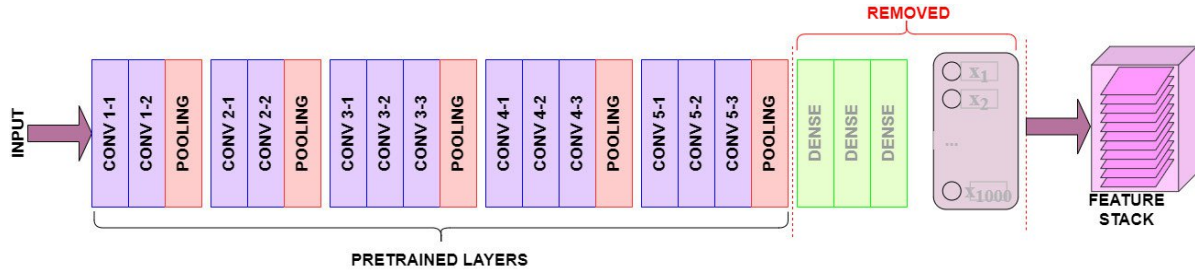 REMOVED
INPUT
CONV 1-1
CONV 1-2
POOLING
CONV 2-1
CONV 2-2
POOLING
CONV 3-1
CONV 3-2
CONV 3-3
POOLING
CONV 4-1
CONV 4-2
CONV 4-3
POOLING
CONV 5-1
CONV 5-2
CONV 5-3
POOLING
DENSE
DENSE
DENSE
x1
x2
...
x1000
FEATURE
STACK
PRETRAINED LAYERS